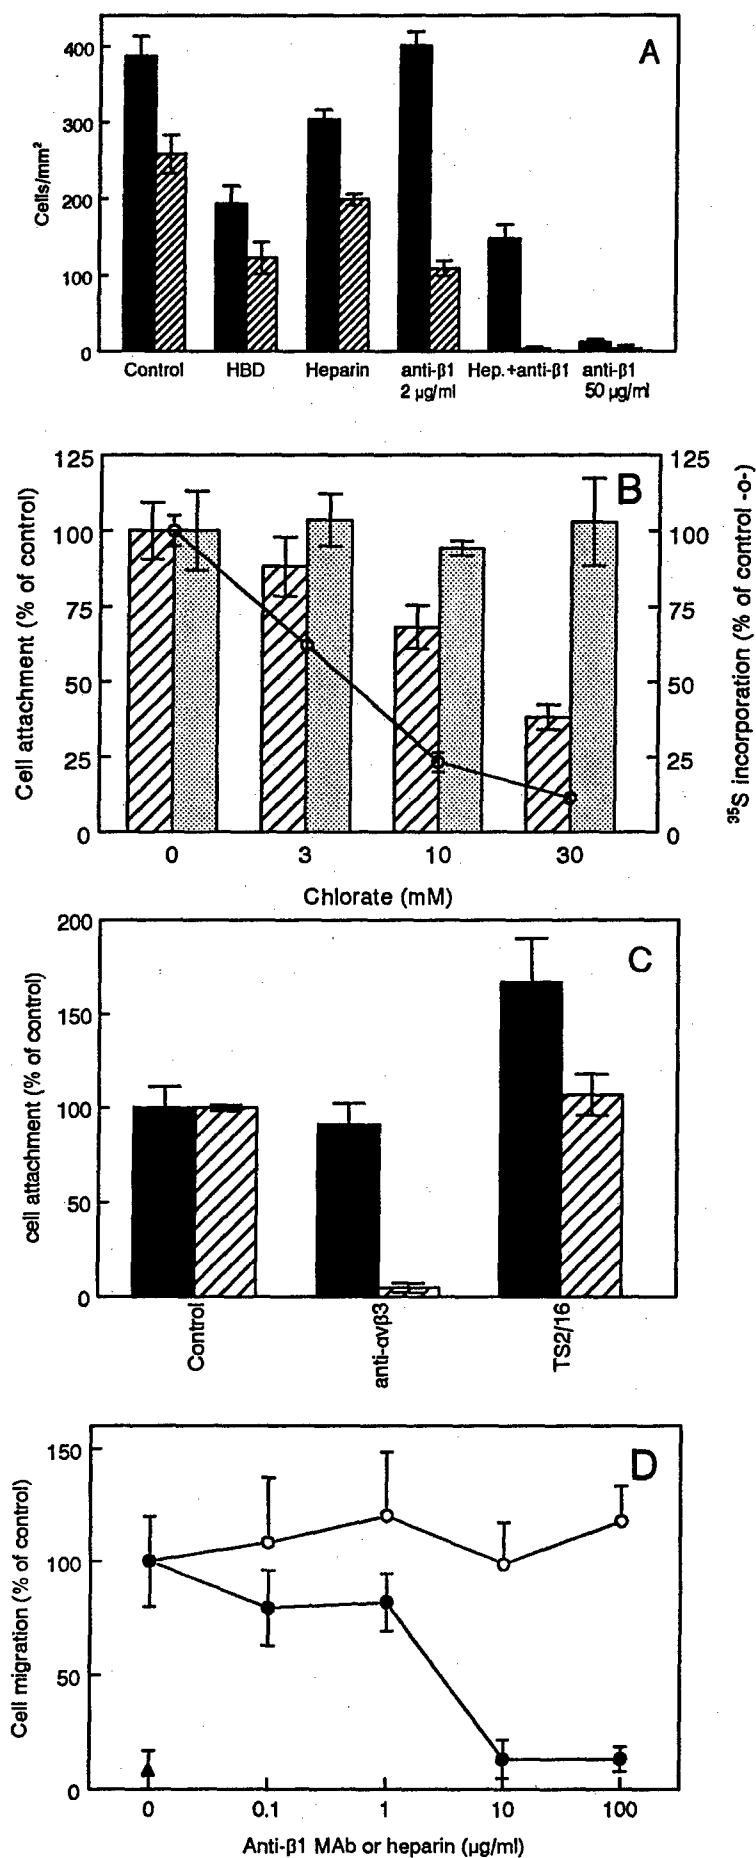 A
400
300
200
100
0
Cells/mm²
Control HBD Heparin anti-β1 Hep.+anti-β1 anti-β1
2 µg/ml 50 µg/ml
B
125 125
100 100
75 75
50 50
25 25
0 0
Cell attachment (% of control)
³⁵S incorporation (% of control -o-)
0 3 10 30
Chlorate (mM)
C
200
150
100
50
0
cell attachment (% of control)
Control anti-αvβ3 TS2/16
D
150
100
50
0
Cell migration (% of control)
0 0.1 1 10 100
Anti-β1 MAb or heparin (µg/ml)